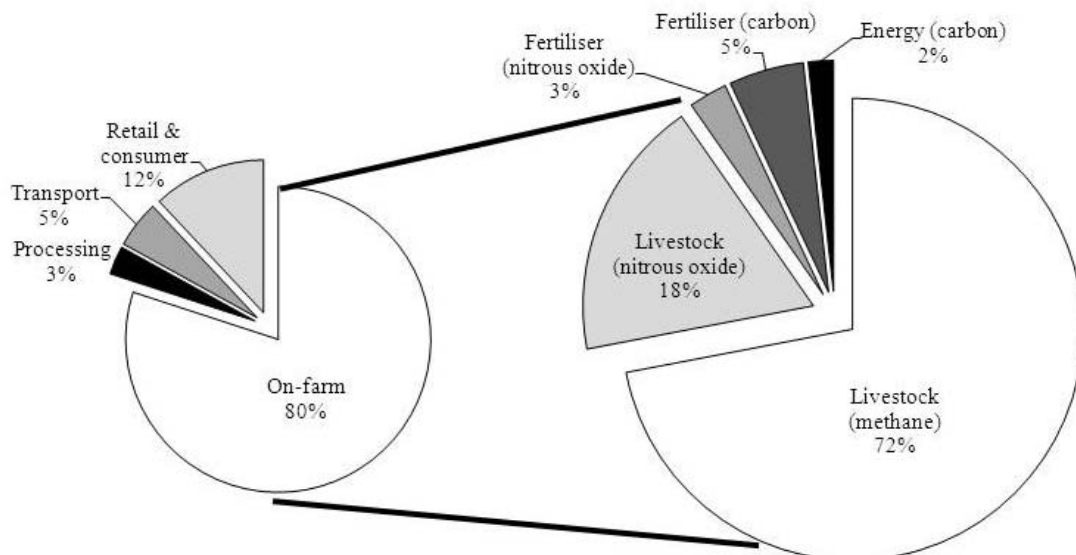 Retail &
consumer
12%
Transport
5%
Processing
3%
On-farm
80%
Fertiliser
(nitrous oxide)
3%
Fertiliser (carbon)
5%
Energy (carbon)
2%
Livestock
(nitrous oxide)
18%
Livestock
(methane)
72%